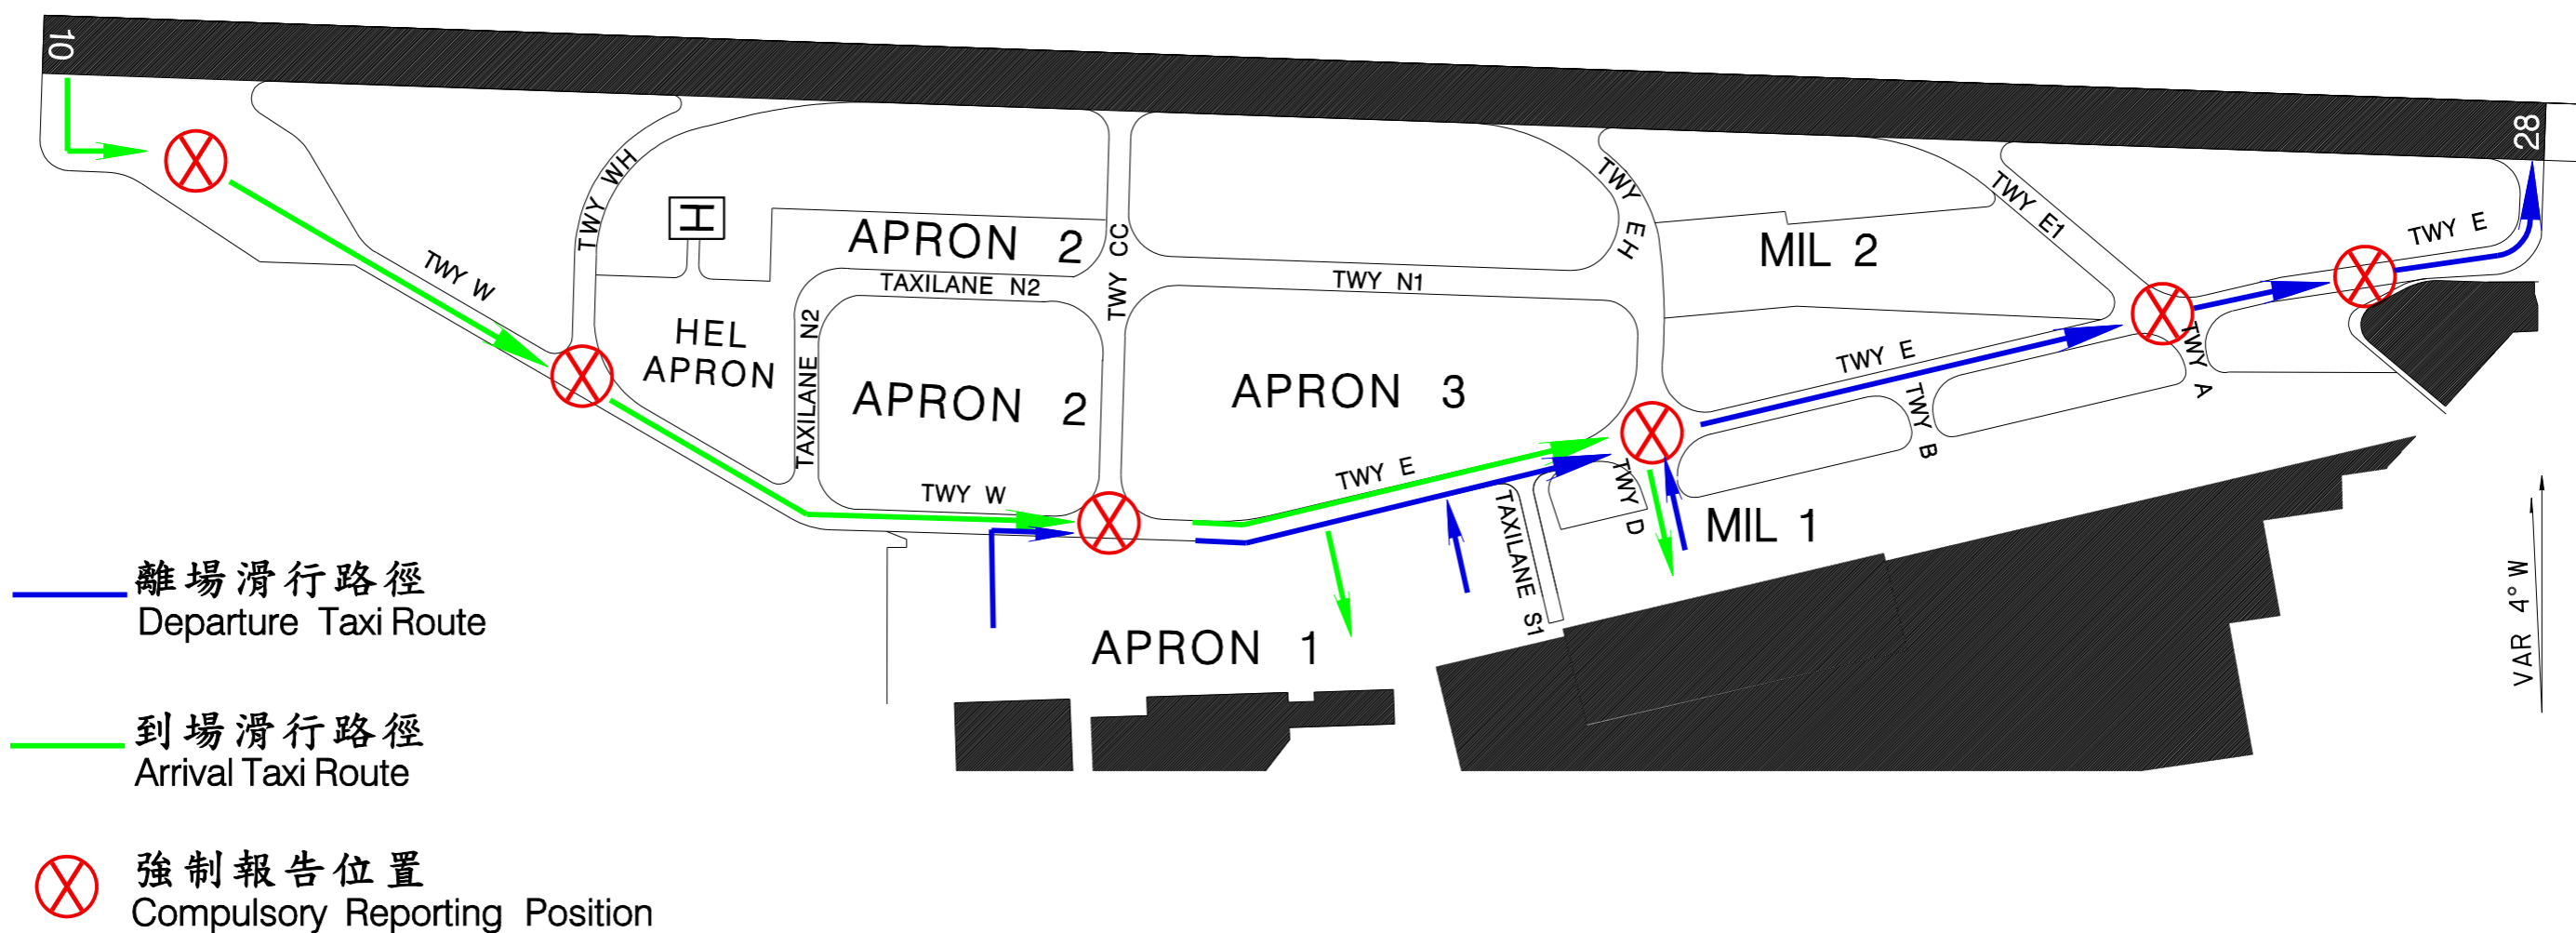 10
28
TWY WH
TWY W
H
APRON 2
TWY CC
TAXILANE N2
TWY N1
TWY EH
MIL 2
TWY E1
TWY E
HEL
APRON
TAXILANE N2
APRON 2
APRON 3
TWY E
TWY A
TWY B
TWY W
TWY E
TWY D
TAXILANE S1
MIL 1
APRON 1
VAR 4° W
離場滑行路徑
Departure Taxi Route
到場滑行路徑
Arrival Taxi Route
強制報告位置
Compulsory Reporting Position